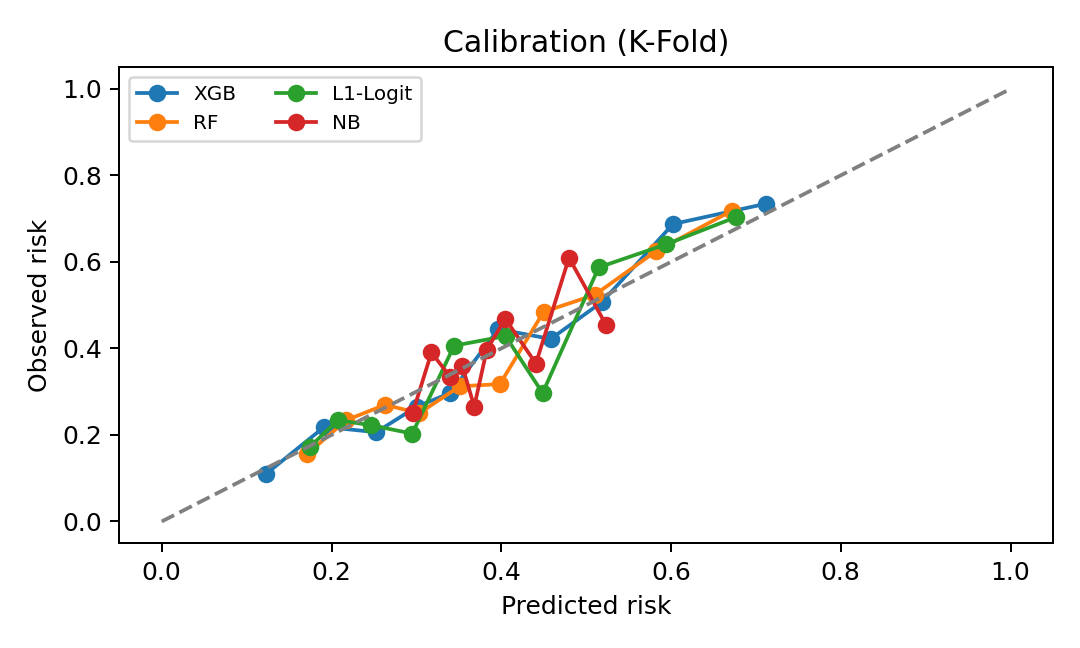 Calibration (K-Fold)
XGB
RF
L1-Logit
NB
Observed risk
1.0
0.8
0.6
0.4
0.2
0.0
0.0 0.2 0.4 0.6 0.8 1.0
Predicted risk